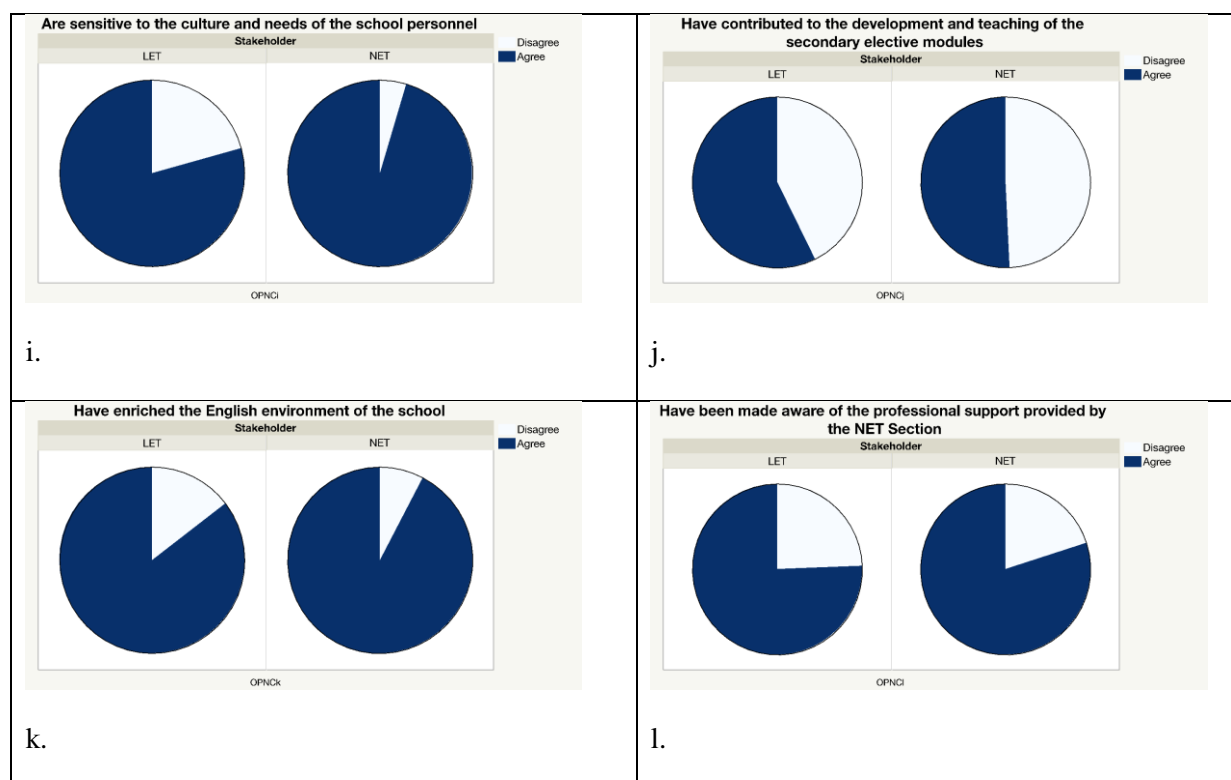 Are sensitive to the culture and needs of the school personnel
Stakeholder
LET NET
Disagree
Agree
OPNCi
i.
Have contributed to the development and teaching of the
secondary elective modules
Stakeholder
LET NET
Disagree
Agree
OPNCj
j.
Have enriched the English environment of the school
Stakeholder
LET NET
Disagree
Agree
OPNCk
k.
Have been made aware of the professional support provided by
the NET Section
Stakeholder
LET NET
Disagree
Agree
OPNCl
l.